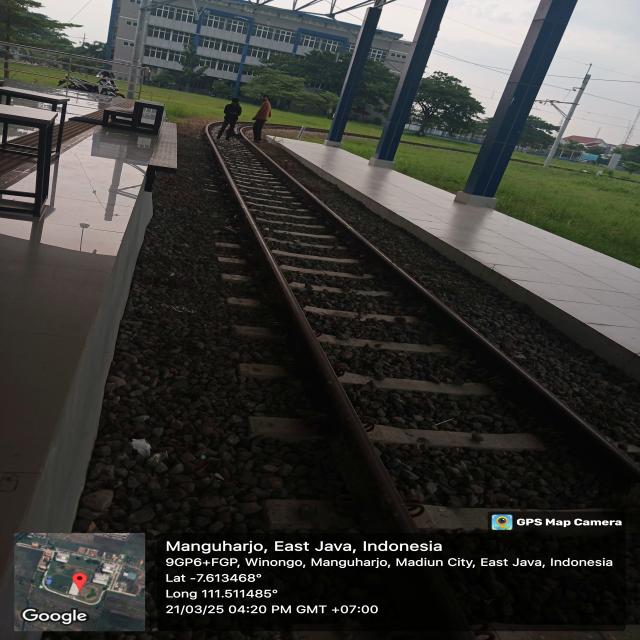 GPS Map Camera
Manguharjo, East Java, Indonesia
9GP6+FGP, Winongo, Manguharjo, Madiun City, East Java, Indonesia
Lat -7.613468°
Long 111.511485°
21/03/25 04:20 PM GMT +07:00
Google